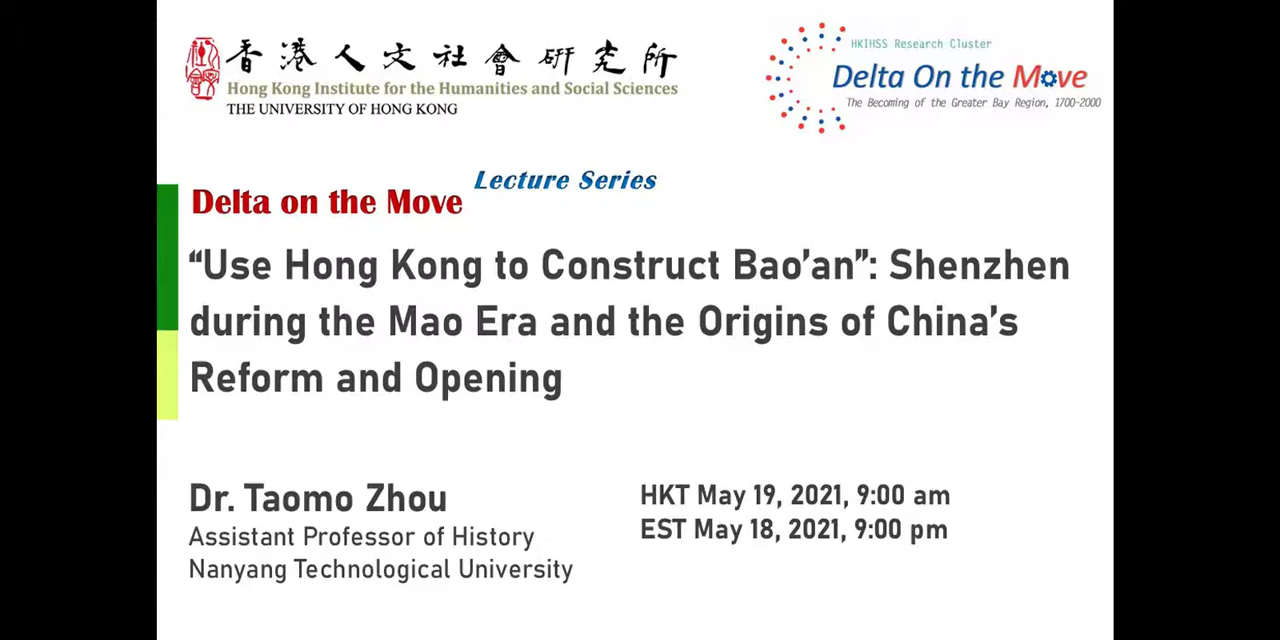 香港人文社會研究所
Hong Kong Institute for the Humanities and Social Sciences
THE UNIVERSITY OF HONG KONG
HKIHSS Research Cluster
Delta On the Move
The Becoming of the Greater Bay Region, 1700-2000
Lecture Series
Delta on the Move
“Use Hong Kong to Construct Bao’an”: Shenzhen
during the Mao Era and the Origins of China’s
Reform and Opening
Dr. Taomo Zhou
Assistant Professor of History
Nanyang Technological University
HKT May 19, 2021, 9:00 am
EST May 18, 2021, 9:00 pm